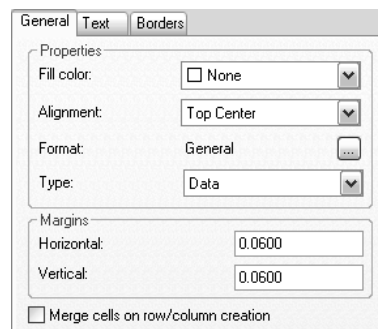 General Text Borders
Properties
Fill color: None
Alignment: Top Center
Format: General ...
Type: Data
Margins
Horizontal: 0.0600
Vertical: 0.0600
Merge cells on row/column creation